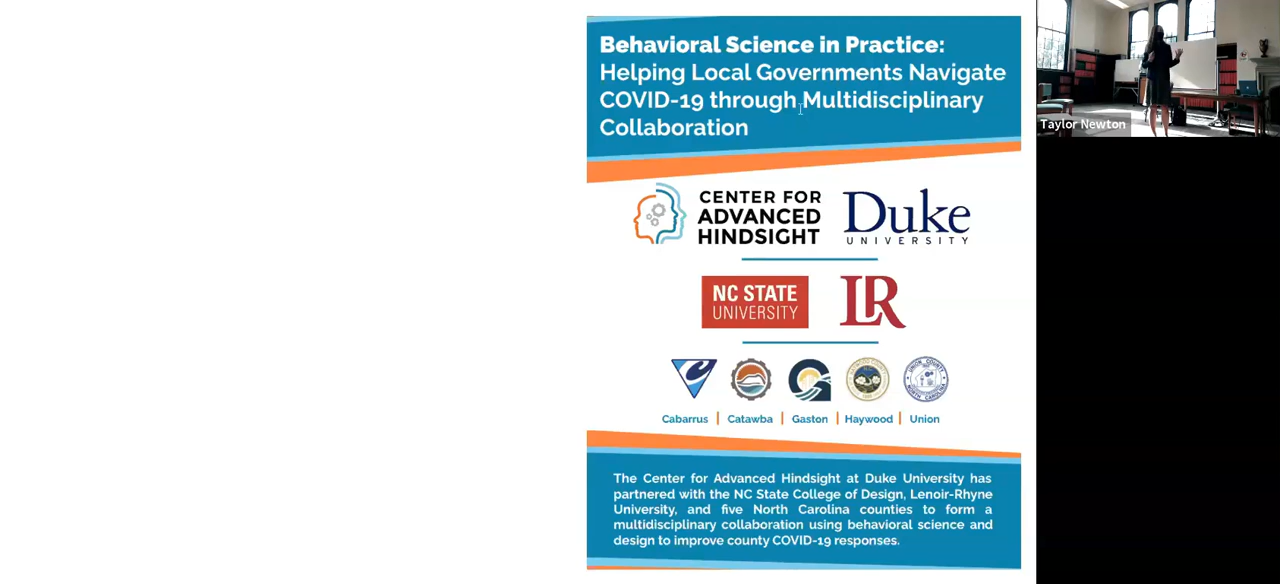 Behavioral Science in Practice:
Helping Local Governments Navigate
COVID-19 through Multidisciplinary
Collaboration
CENTER FOR
ADVANCED
HINDSIGHT
Duke
UNIVERSITY
NC STATE
UNIVERSITY
LR
Cabarrus | Catawba | Gaston | Haywood | Union
The Center for Advanced Hindsight at Duke University has
partnered with the NC State College of Design, Lenoir-Rhyne
University, and five North Carolina counties to form a
multidisciplinary collaboration using behavioral science and
design to improve county COVID-19 responses.
Taylor Newton